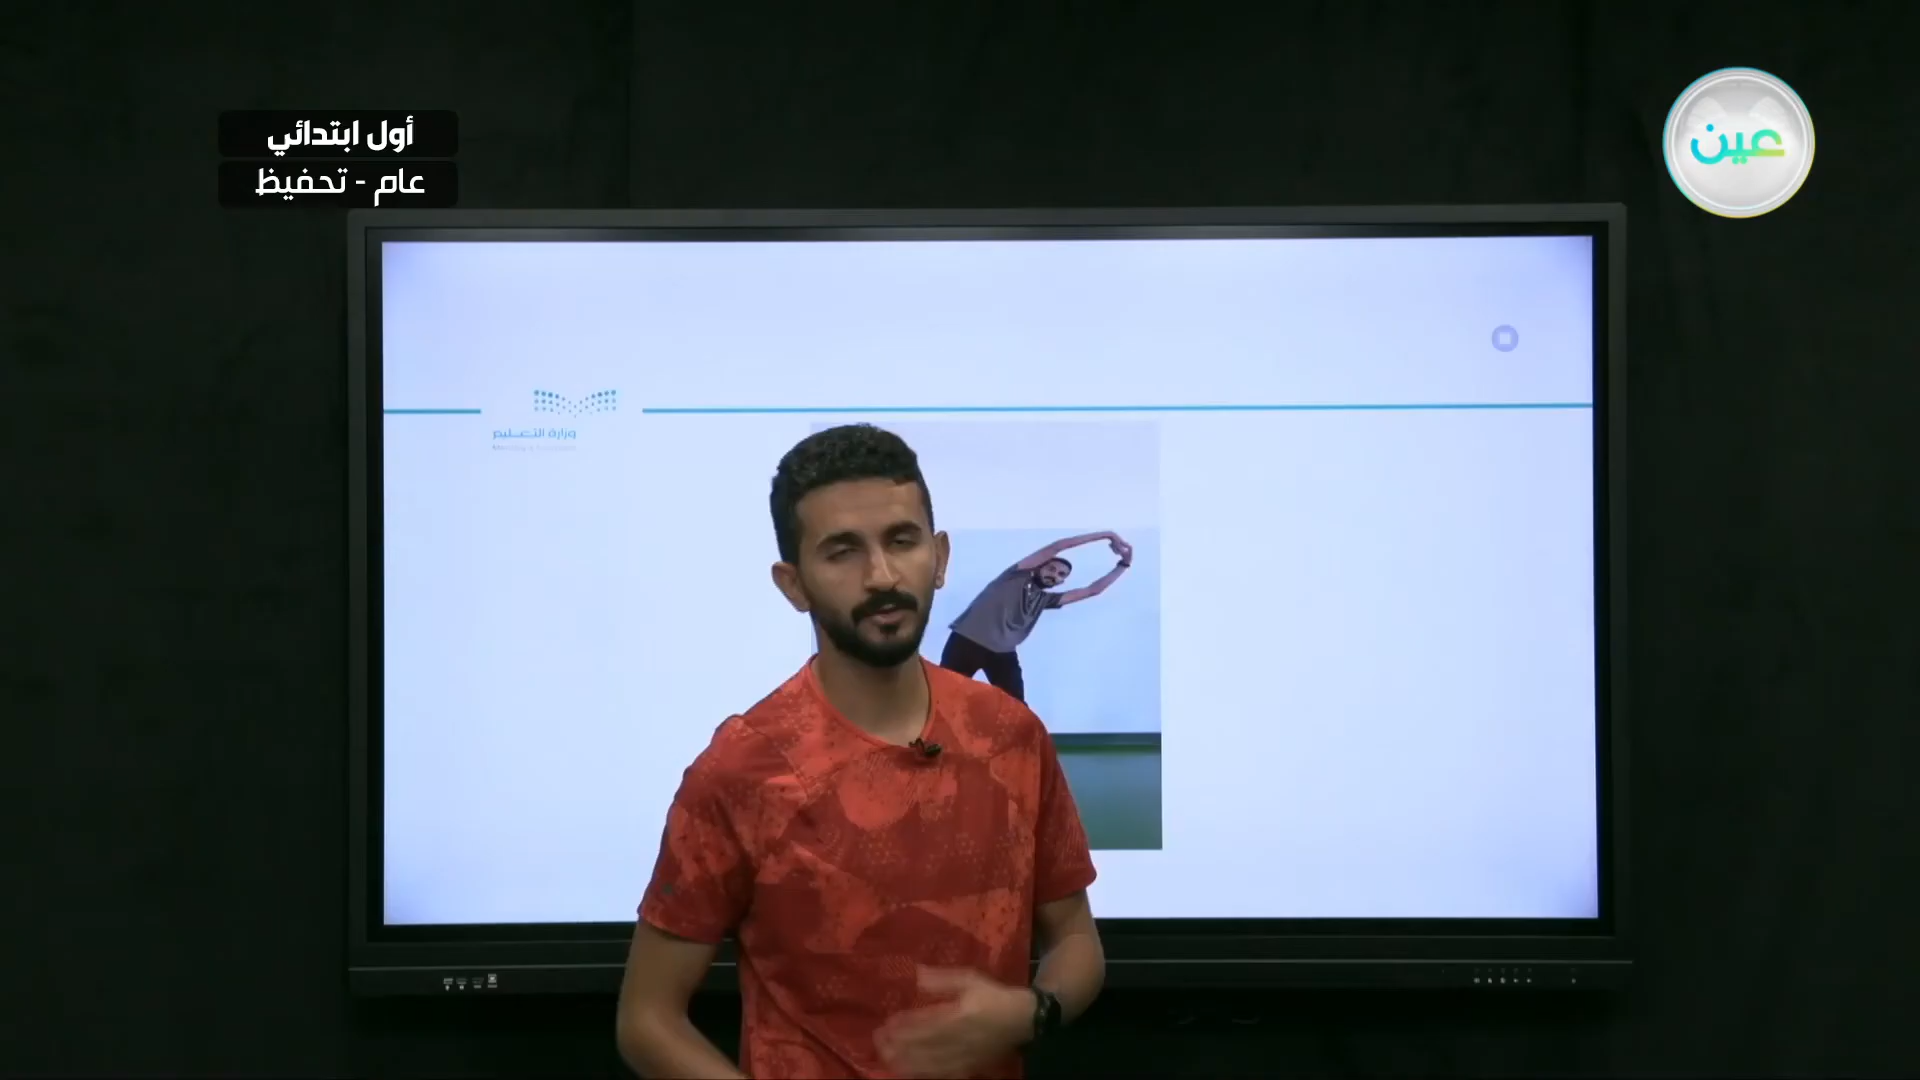 أول ابتدائي
عام - تحفيظ
عين
وزارة التعليم